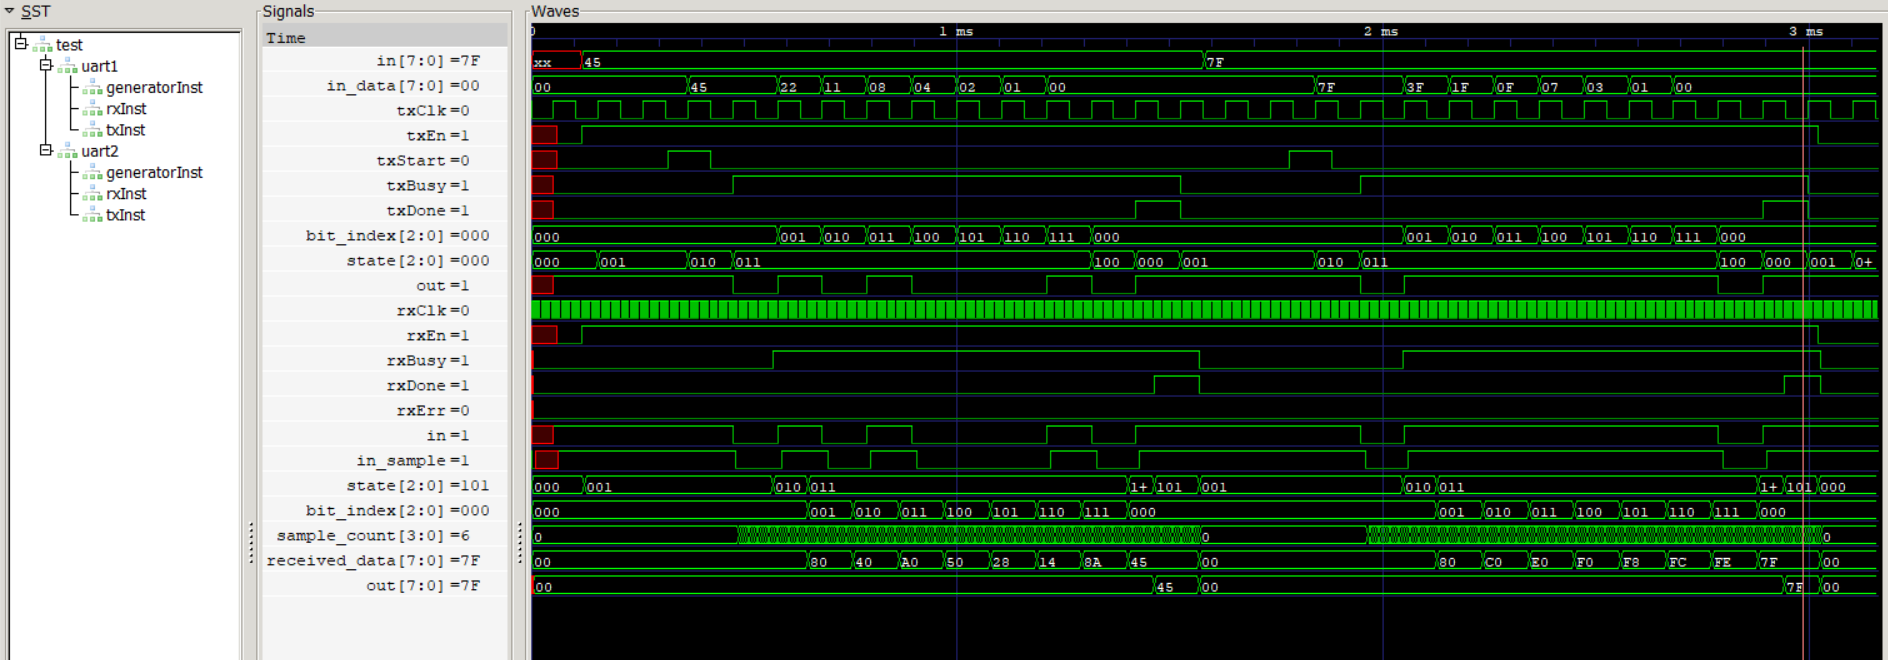 SST
test
uart1
generatorInst
rxInst
txInst
uart2
generatorInst
rxInst
txInst
Signals
Time
in[7:0] =7F
in_data[7:0] =00
txClk=0
txEn=1
txStart=0
txBusy=1
txDone=1
bit_index[2:0] =000
state[2:0] =000
out=1
rxClk=0
rxEn=1
rxBusy=1
rxDone=1
rxErr=0
in=1
in_sample=1
state[2:0] =101
bit_index[2:0] =000
sample_count[3:0] =6
received_data[7:0] =7F
out[7:0] =7F
Waves
0 1 ms 2 ms 3 ms
xx 45 7F
00 45 22 11 08 04 02 01 00 7F 3F 1F 0F 07 03 01 00
000 001 010 011 100 101 110 111 000 001 010 011 100 101 110 111 000
000 001 010 011 100 000 001 010 011 100 000 001 0+
000 001 010 011 1+ 101 001 010 011 1+ 101 000
000 001 010 011 100 101 110 111 000 001 010 011 100 101 110 111 000
0 0 0
00 80 40 A0 50 28 14 8A 45 00 80 C0 E0 F0 F8 FC FE 7F 00
00 45 00 7F 00